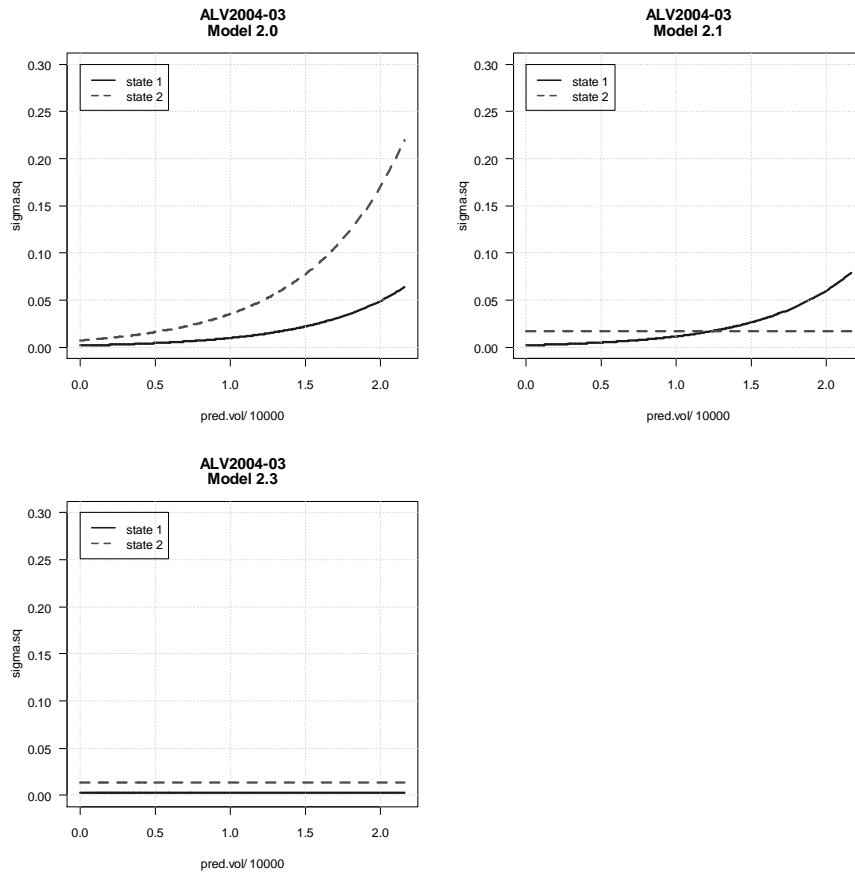 ALV2004-03
Model 2.0
0.30
0.25
0.20
0.15
0.10
0.05
0.00
sigma.sq
state 1
state 2
0.0 0.5 1.0 1.5 2.0
pred.vol/ 10000
ALV2004-03
Model 2.1
0.30
0.25
0.20
0.15
0.10
0.05
0.00
sigma.sq
state 1
state 2
0.0 0.5 1.0 1.5 2.0
pred.vol/ 10000
ALV2004-03
Model 2.3
0.30
0.25
0.20
0.15
0.10
0.05
0.00
sigma.sq
state 1
state 2
0.0 0.5 1.0 1.5 2.0
pred.vol/ 10000